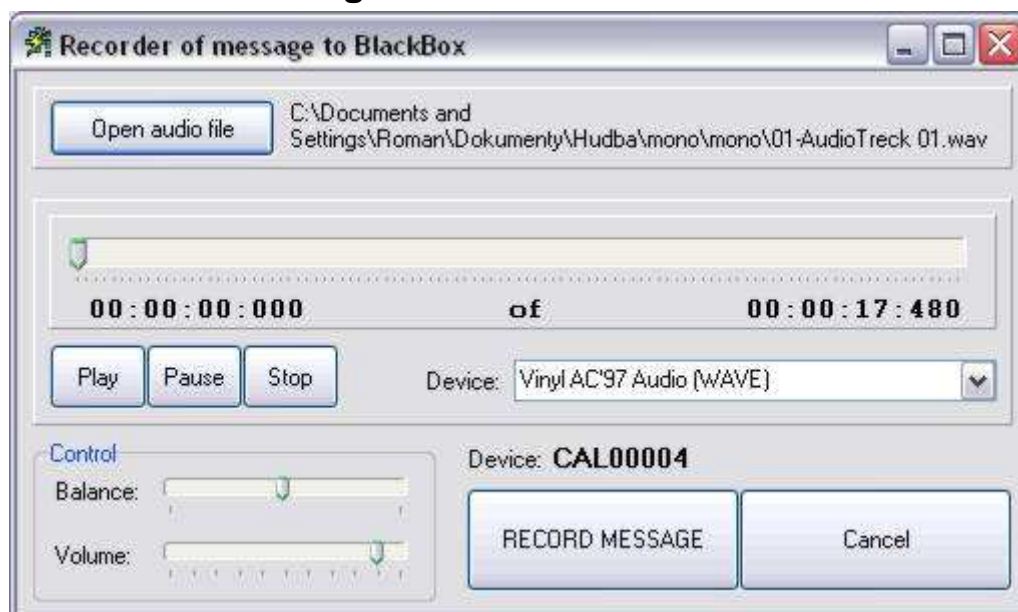 Recorder of message to BlackBox
Open audio file
C:\Documents and
Settings\Roman\Dokumenty\Hudba\mono\mono\01-AudioTreck 01.wav
00:00:00:000 of 00:00:17:480
Play Pause Stop Device: Vinyl AC'97 Audio (WAVE)
Control
Balance:
Volume:
Device: CAL00004
RECORD MESSAGE Cancel